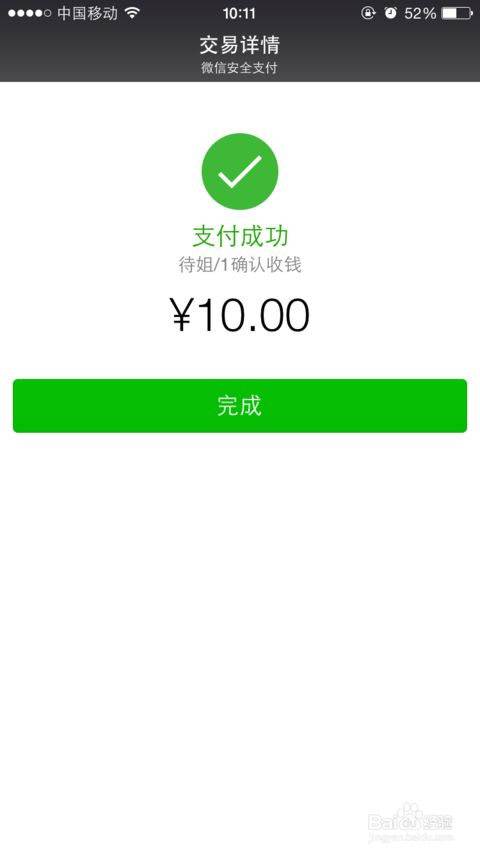 中国移动 10:11 52%
交易详情
微信安全支付
支付成功
待姐/1确认收钱
¥10.00
完成
Baidu 经验
jingyan.baidu.com